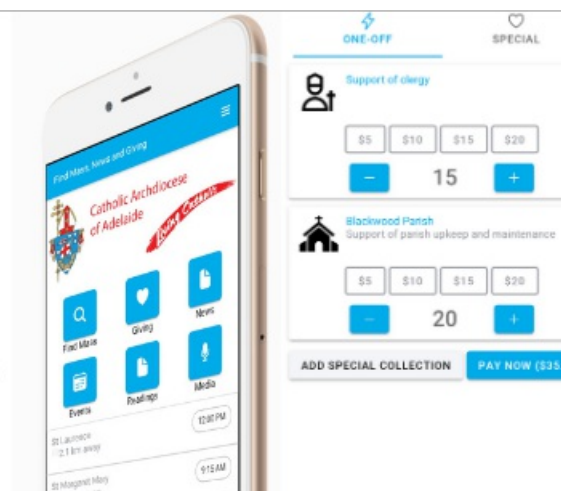 Find Mass, News and Giving
Catholic Archdiocese
of Adelaide
Living Catholic
Find Mass
Giving
News
Events
Readings
Media
St Laurence
2.1 km away
12:00 PM
St Margaret Mary
9:15 AM
ONE-OFF
SPECIAL
Support of clergy
$5
$10
$15
$20
−
15
+
Blackwood Parish
Support of parish upkeep and maintenance
$5
$10
$15
$20
−
20
+
ADD SPECIAL COLLECTION
PAY NOW ($35